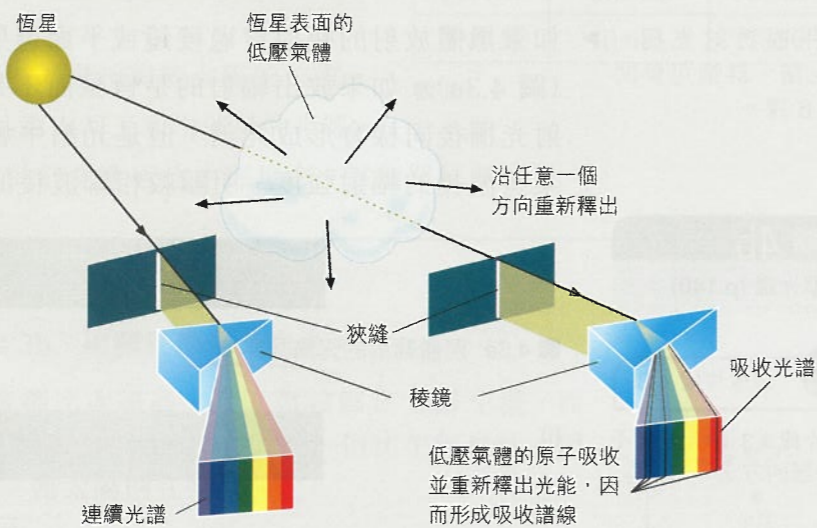 恆星
恆星表面的
低壓氣體
沿任意一個
方向重新釋出
狹縫
稜鏡
吸收光譜
低壓氣體的原子吸收
並重新釋出光能，因
而形成吸收譜線
連續光譜